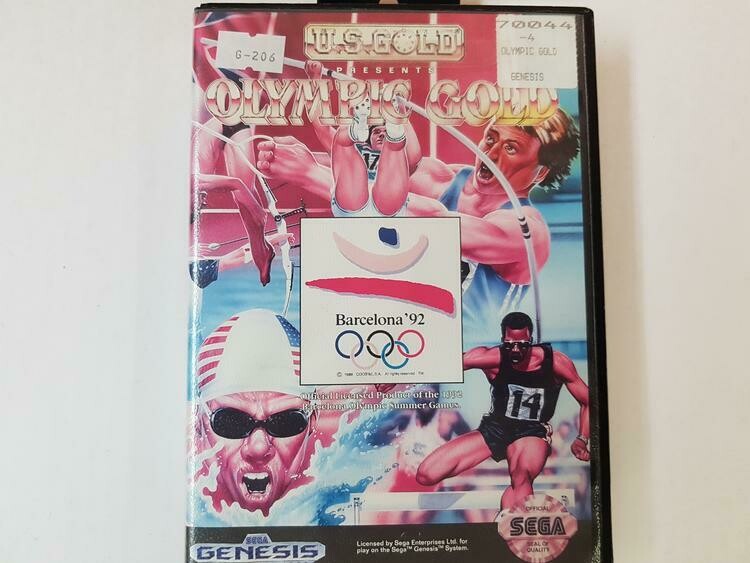 U.S. GOLD
PRESENTS
OLYMPIC GOLD
G-206
70044
-4
OLYMPIC GOLD
GENESIS
17
Barcelona '92
Official Licensed Product of the 1992
Barcelona Olympic Summer Games.
14
SEGA
GENESIS
Licensed by Sega Enterprises Ltd. for
play on the Sega™ Genesis™ System.
OFFICIAL
SEGA
SEAL OF
QUALITY